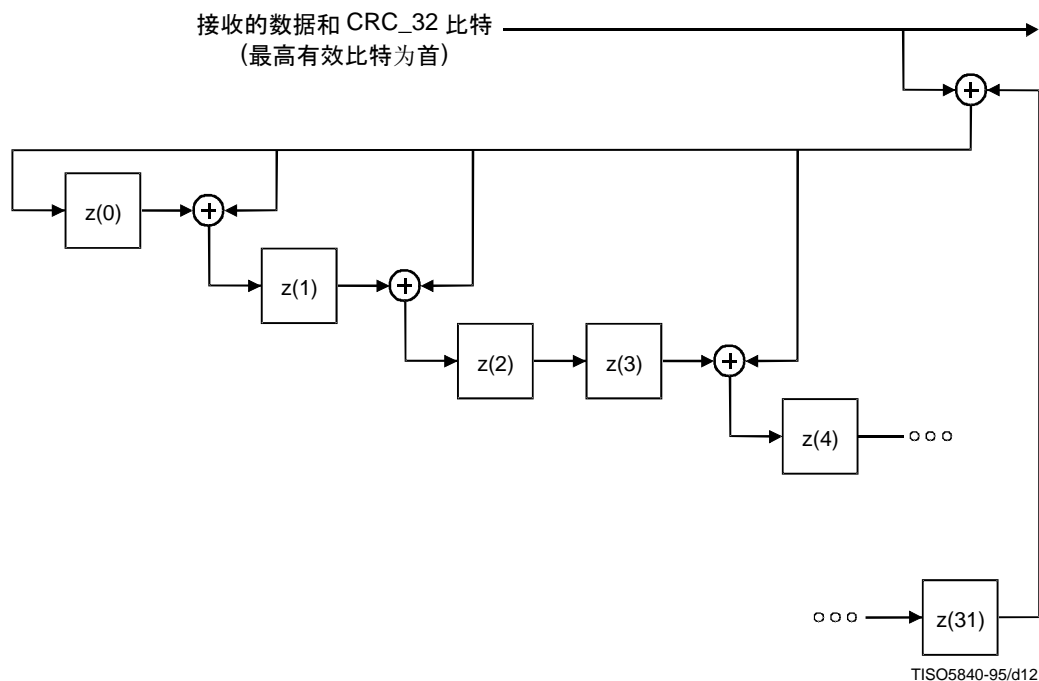 接收的数据和 CRC_32 比特
(最高有效比特为首)
z(0)
z(1)
z(2)
z(3)
z(4)
z(31)
TISO5840-95/d12